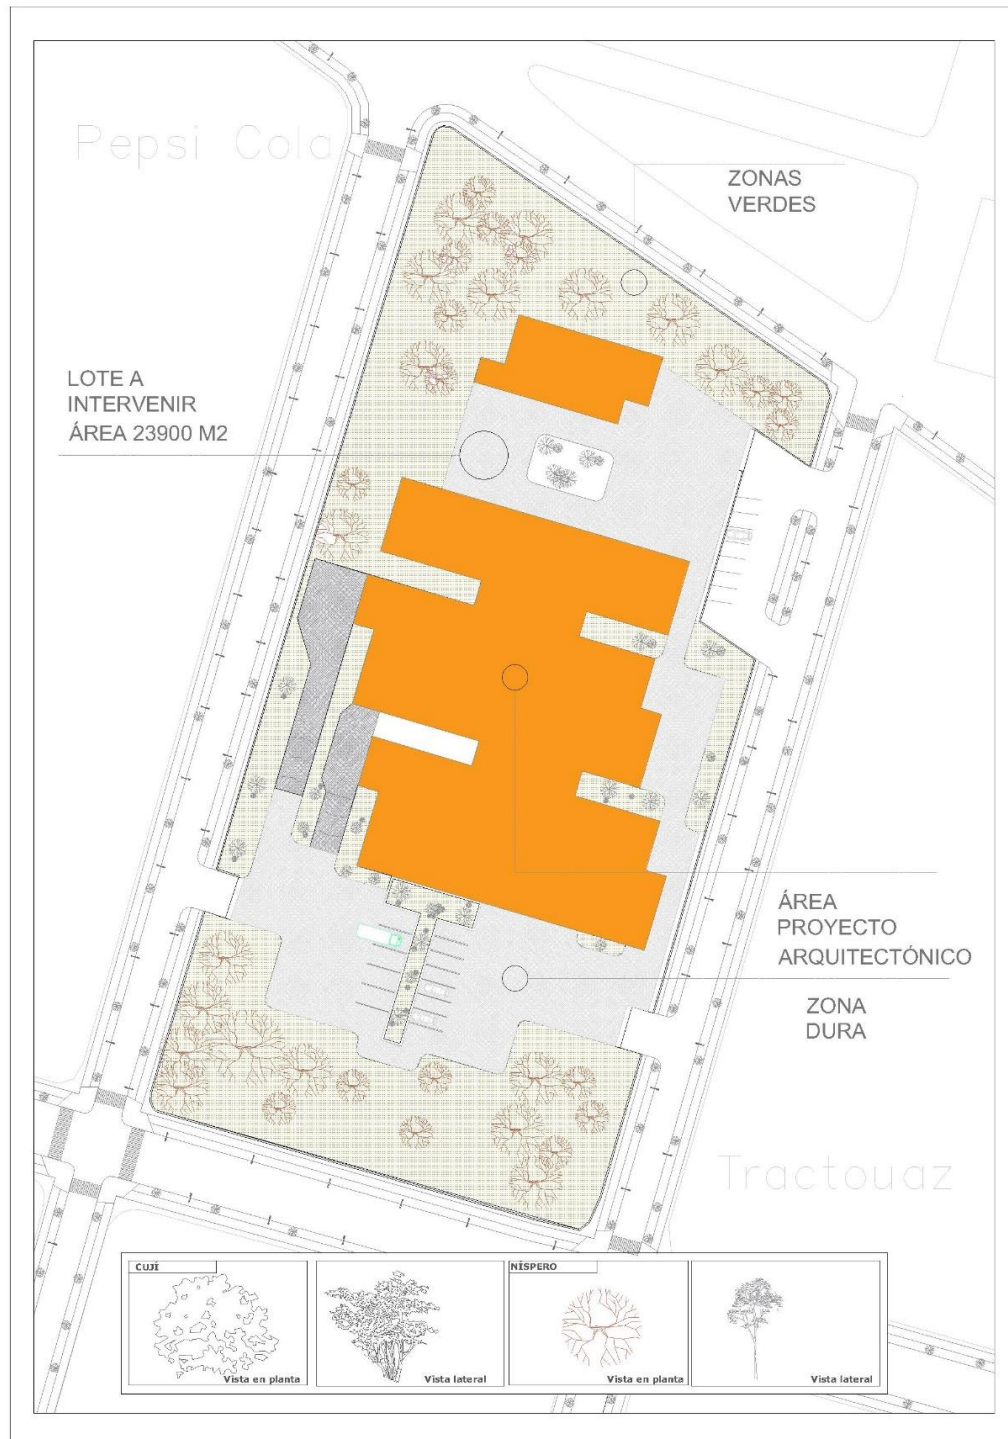 Pepsi Cola
ZONAS
VERDES
LOTE A
INTERVENIR
ÁREA 23900 M2
ÁREA
PROYECTO
ARQUITECTÓNICO
ZONA
DURA
Tractouaz
CUJÍ
Vista en planta
Vista lateral
NÍSPERO
Vista en planta
Vista lateral